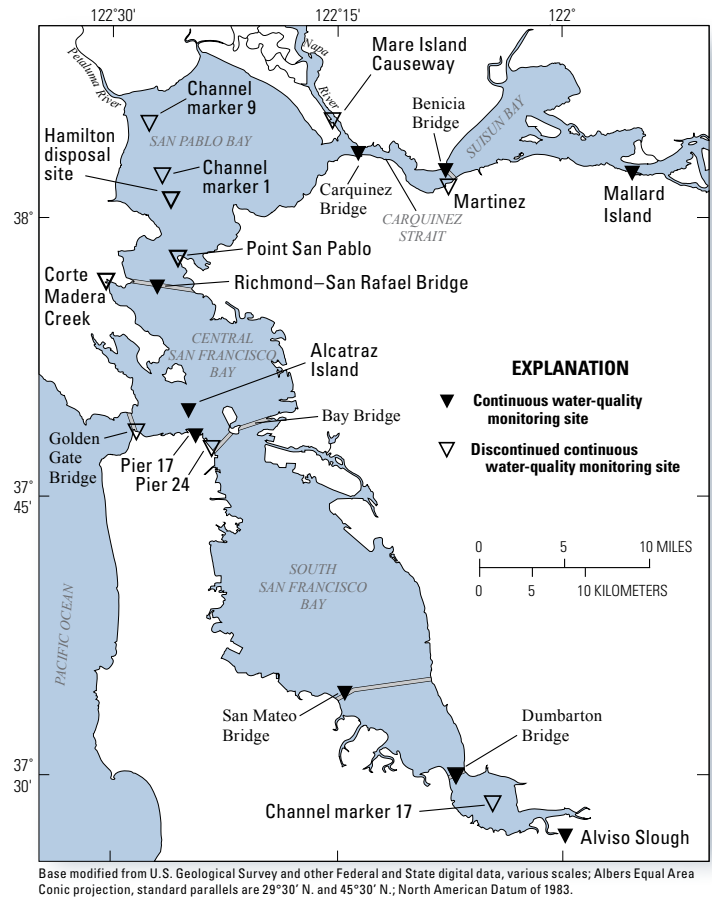 122°30'
122°15'
122°
Petaluma River
Napa
River
Mare Island
Causeway
Channel
marker 9
Benicia
Bridge
SUISUN BAY
SAN PABLO BAY
Hamilton
disposal
site
Channel
marker 1
Carquinez
Bridge
Martinez
Mallard
Island
CARQUINEZ
STRAIT
38°
Point San Pablo
Corte
Madera
Creek
Richmond–San Rafael Bridge
CENTRAL
SAN FRANCISCO
BAY
Alcatraz
Island
EXPLANATION
Continuous water-quality
monitoring site
Discontinued continuous
water-quality monitoring site
Bay Bridge
Golden
Gate
Bridge
Pier 17
Pier 24
37°
45'
0 5 10 MILES
0 5 10 KILOMETERS
SOUTH
SAN FRANCISCO
BAY
PACIFIC OCEAN
San Mateo
Bridge
Dumbarton
Bridge
37°
30'
Channel marker 17
Alviso Slough
Base modified from U.S. Geological Survey and other Federal and State digital data, various scales; Albers Equal Area
Conic projection, standard parallels are 29°30' N. and 45°30' N.; North American Datum of 1983.